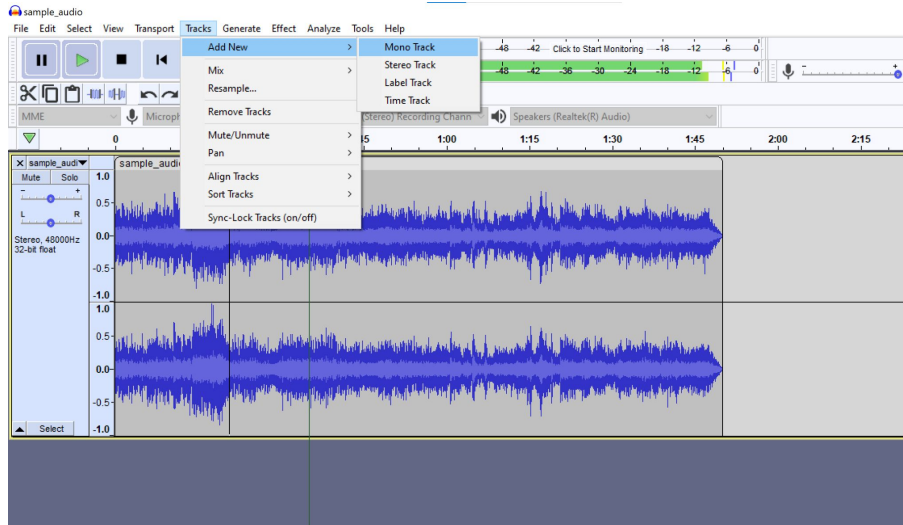 sample_audio
File Edit Select View Transport Tracks Generate Effect Analyze Tools Help
Add New
Mono Track
Stereo Track
Label Track
Time Track
Mix
Resample...
Remove Tracks
Mute/Unmute
Pan
Align Tracks
Sort Tracks
Sync-Lock Tracks (on/off)
-48 -42 Click to Start Monitoring -18 -12 -6 0
-48 -42 -36 -30 -24 -18 -12 -6 0
MME
(Stereo) Recording Chann
Speakers (Realtek(R) Audio)
0 1:00 1:15 1:30 1:45 2:00 2:15
sample_audi
Mute Solo
- +
L R
Stereo, 48000Hz
32-bit float
Select
1.0
0.5-
0.0-
-0.5-
-1.0
1.0
0.5-
0.0-
-0.5-
-1.0